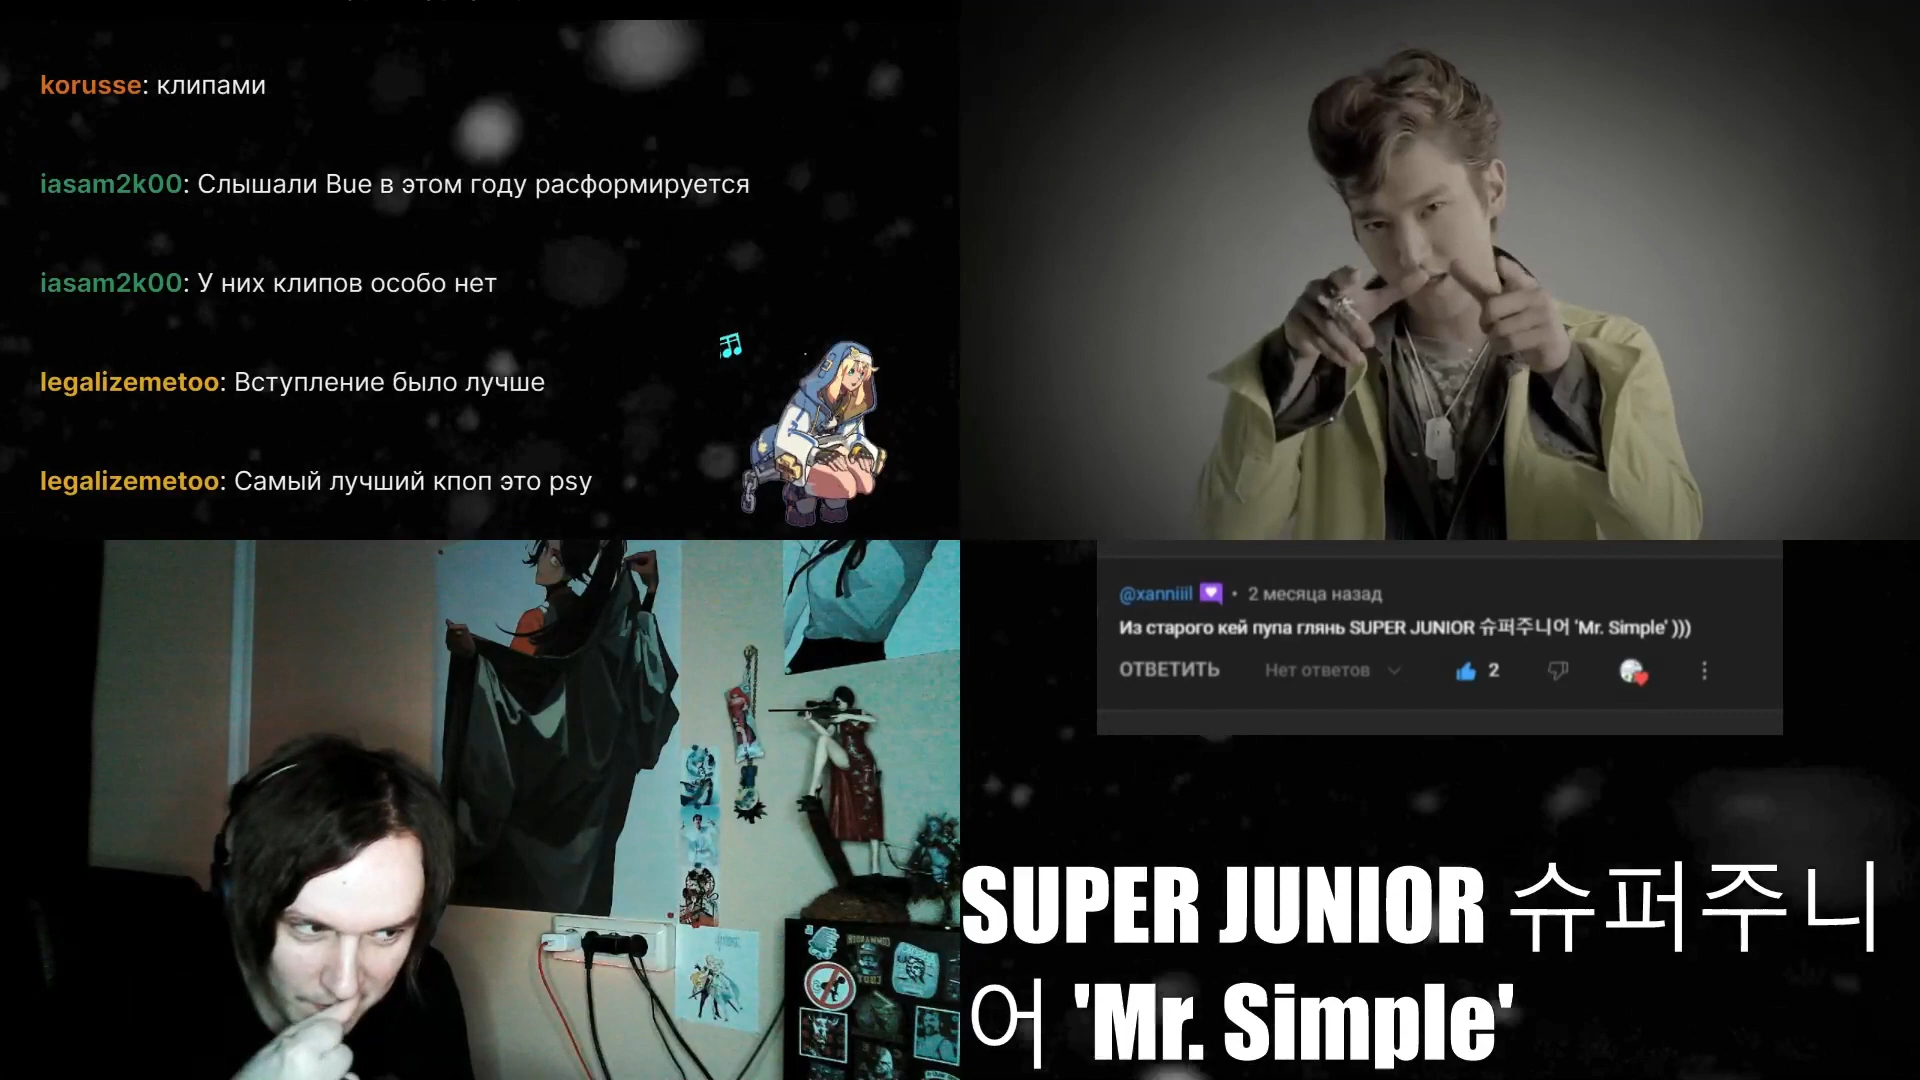 korusse: клипами
iasam2k00: Слышали Bue в этом году расформируется
iasam2k00: У них клипов особо нет
legalizemetoo: Вступление было лучше
legalizemetoo: Самый лучший кпоп это psy
@xanniiil • 2 месяца назад
Из старого кей пупа глянь SUPER JUNIOR 슈퍼주니어 'Mr. Simple' )))
ОТВЕТИТЬ Нет ответов 2
SUPER JUNIOR 슈퍼주니
어 'Mr. Simple'